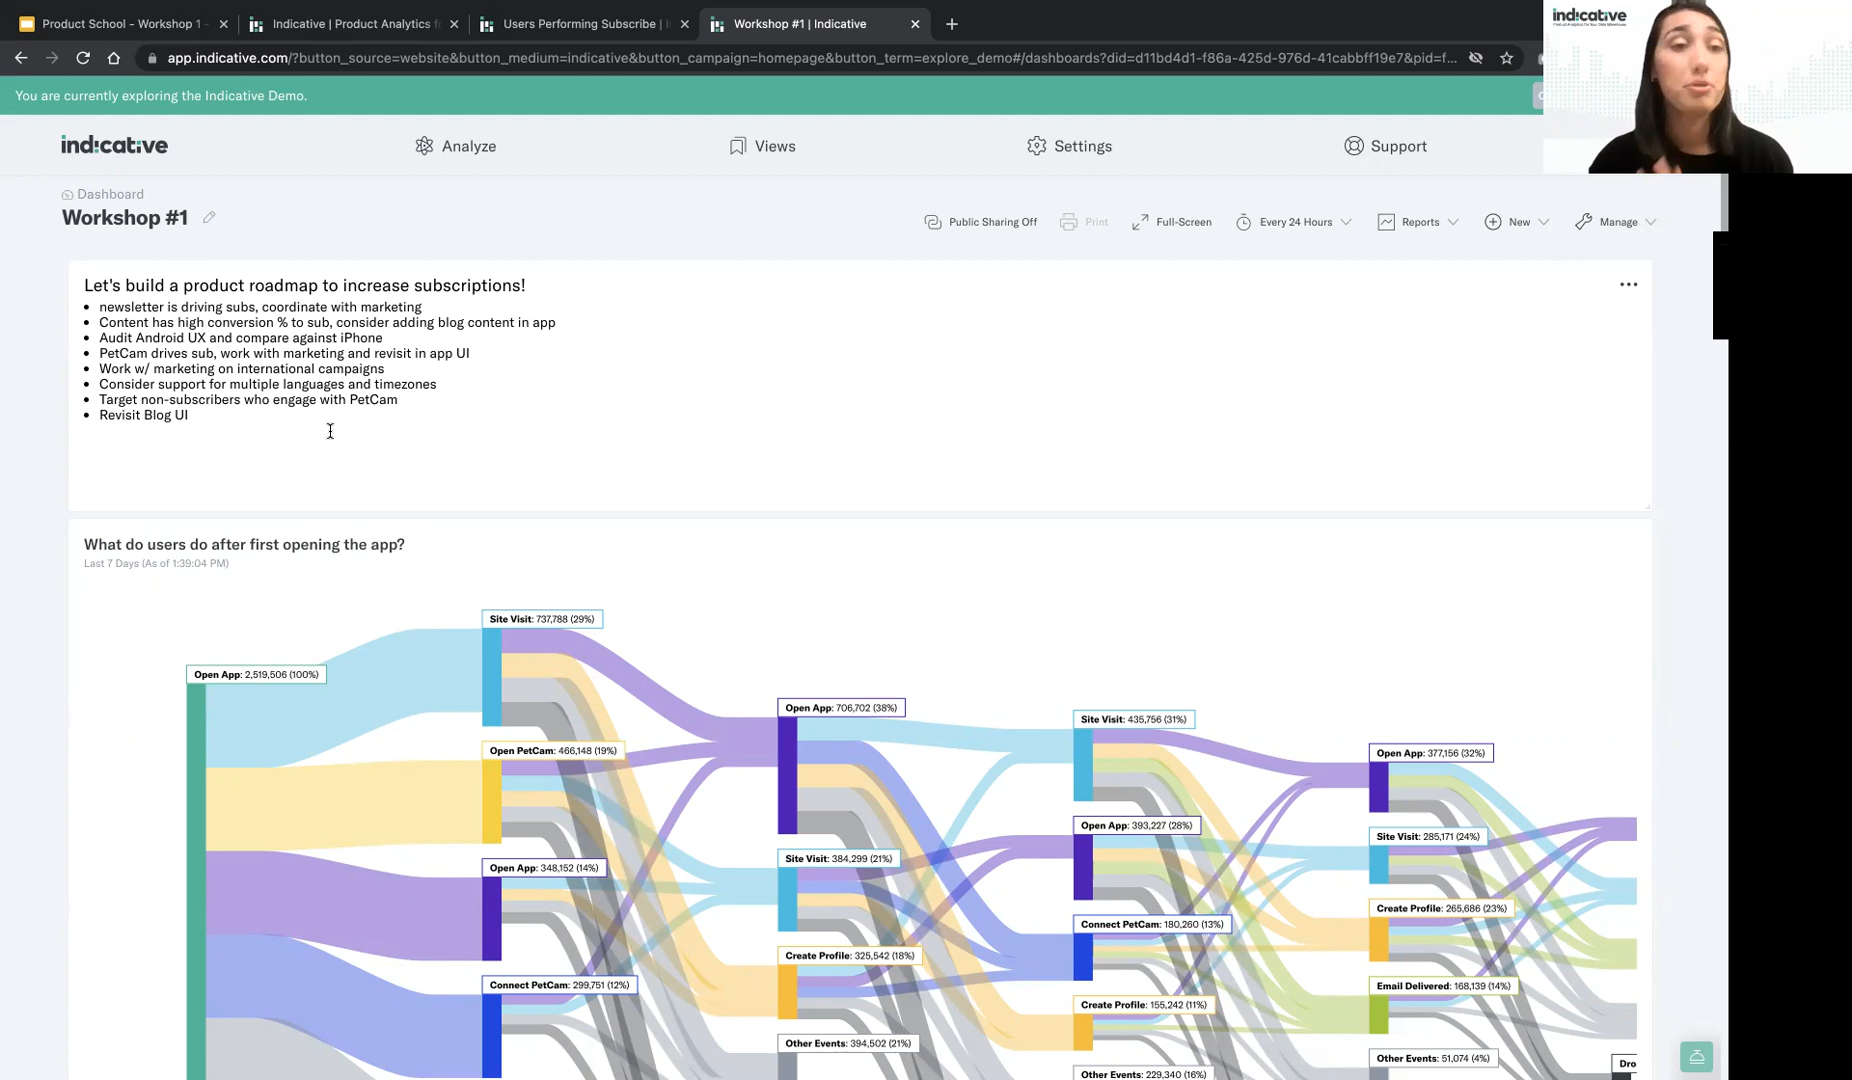 Product School - Workshop 1 -
Indicative | Product Analytics f
Users Performing Subscribe | I
Workshop #1 | Indicative
app.indicative.com/?button_source=website&button_medium=indicative&button_campaign=homepage&button_term=explore_demo#/dashboards?did=d11bd4d1-f86a-425d-976d-41cabbff19e7&pid=f...
indicative
You are currently exploring the Indicative Demo.
indicative
Analyze
Views
Settings
Support
Dashboard
Workshop #1
Public Sharing Off
Print
Full-Screen
Every 24 Hours
Reports
New
Manage
Let's build a product roadmap to increase subscriptions!
newsletter is driving subs, coordinate with marketing
Content has high conversion % to sub, consider adding blog content in app
Audit Android UX and compare against iPhone
PetCam drives sub, work with marketing and revisit in app UI
Work w/ marketing on international campaigns
Consider support for multiple languages and timezones
Target non-subscribers who engage with PetCam
Revisit Blog UI
What do users do after first opening the app?
Last 7 Days (As of 1:39:04 PM)
Open App: 2,519,506 (100%)
Site Visit: 737,788 (29%)
Open PetCam: 466,148 (19%)
Open App: 348,152 (14%)
Connect PetCam: 299,751 (12%)
Open App: 706,702 (38%)
Site Visit: 384,299 (21%)
Create Profile: 325,542 (18%)
Other Events: 394,502 (21%)
Site Visit: 435,756 (31%)
Open App: 393,227 (28%)
Connect PetCam: 180,260 (13%)
Create Profile: 155,242 (11%)
Other Events: 229,340 (16%)
Open App: 377,156 (32%)
Site Visit: 285,171 (24%)
Create Profile: 265,686 (23%)
Email Delivered: 168,139 (14%)
Other Events: 51,074 (4%)
Dro